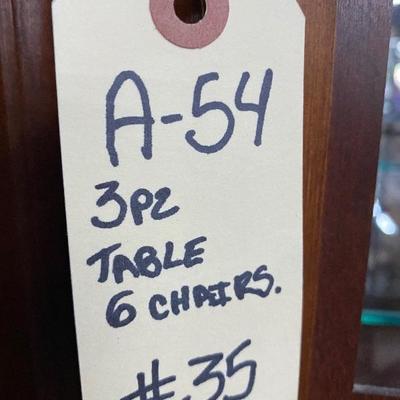 A-54
3PZ
TABLE
6 CHAIRS.
#35